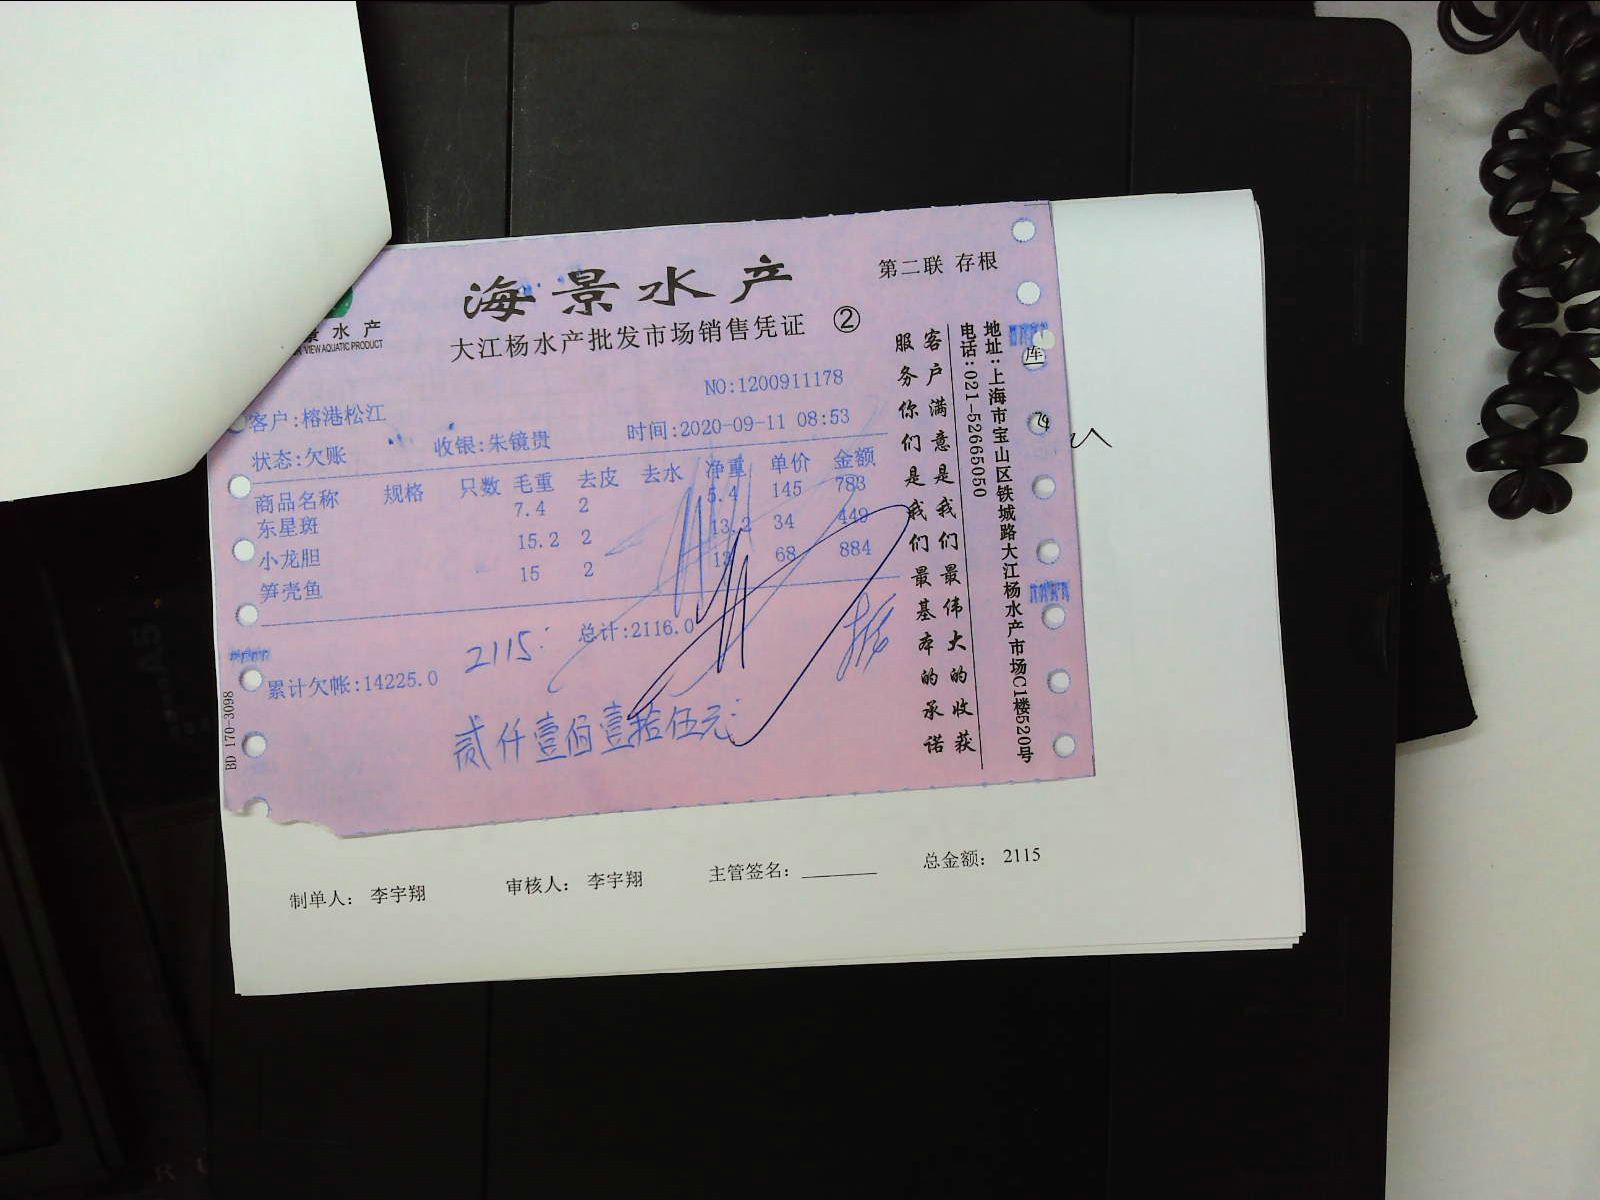 海景水产
第二联 存根
景水产
VIEW AQUATIC PRODUCT
大江杨水产批发市场销售凭证 ②
NO:1200911178
客户:榕港松江
状态:欠账 收银:朱镜贵 时间:2020-09-11 08:53
商品名称 规格 只数 毛重 去皮 去水 净重 单价 金额
东星斑 7.4 2 5.4 145 783
小龙胆 15.2 2 13.2 34 449
笋壳鱼 15 2 68 884
2115. 总计:2116.0
累计欠帐:14225.0
贰仟壹佰壹拾伍元
客户满意是我们最伟大的收获
服务你们是我们最基本的承诺
地址:上海市宝山区铁城路大江杨水产市场C1楼520号
电话:021-52665050
BD 170-3098
库
制单人: 李宇翔 审核人: 李宇翔 主管签名: 总金额: 2115